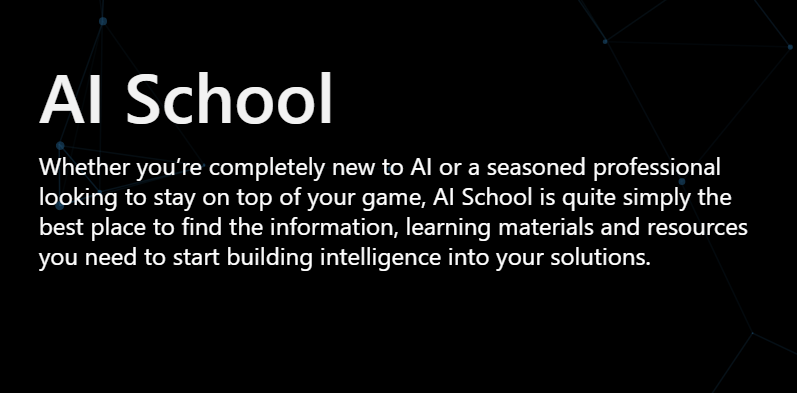 AI School
Whether you’re completely new to AI or a seasoned professional
looking to stay on top of your game, AI School is quite simply the
best place to find the information, learning materials and resources
you need to start building intelligence into your solutions.